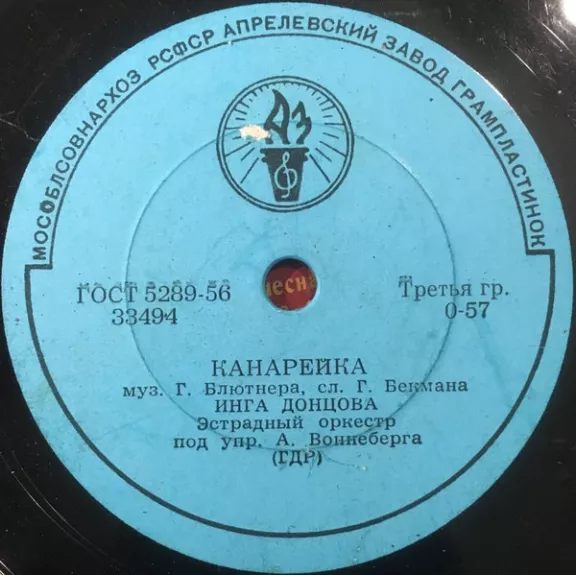 МОСОБЛСОВНАРХОЗ РСФСР АПРЕЛЕВСКИЙ ЗАВОД ГРАМПЛАСТИНОК
АЗ
ГОСТ 5289-56
33494
Третья гр.
0-57
КАНАРЕЙКА
муз. Г. Блютнера, сл. Г. Бекмана
ИНГА ДОНЦОВА
Эстрадный оркестр
под упр. А. Воннеберга
(ГДР)